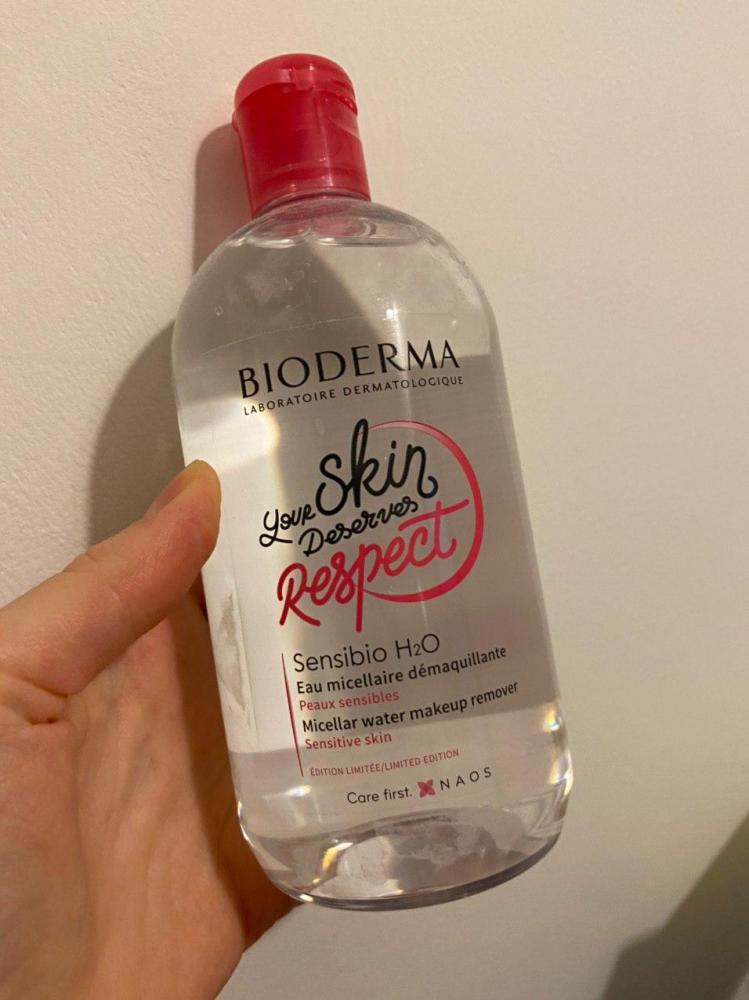 BIODERMA
LABORATOIRE DERMATOLOGIQUE
Your Skin
Deserves
Respect
Sensibio H₂O
Eau micellaire démaquillante
Peaux sensibles
Micellar water makeup remover
Sensitive skin
ÉDITION LIMITÉE/LIMITED EDITION
Care first. NAOS